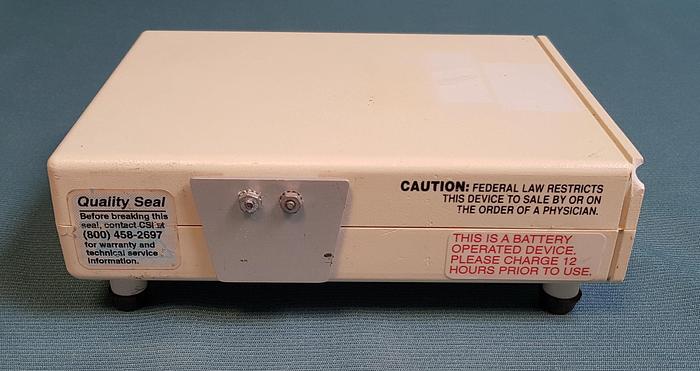 Quality Seal
Before breaking this
seal, contact CSI at
(800) 458-2697
for warranty and
technical service
information.
CAUTION: FEDERAL LAW RESTRICTS
THIS DEVICE TO SALE BY OR ON
THE ORDER OF A PHYSICIAN.
THIS IS A BATTERY
OPERATED DEVICE.
PLEASE CHARGE 12
HOURS PRIOR TO USE.